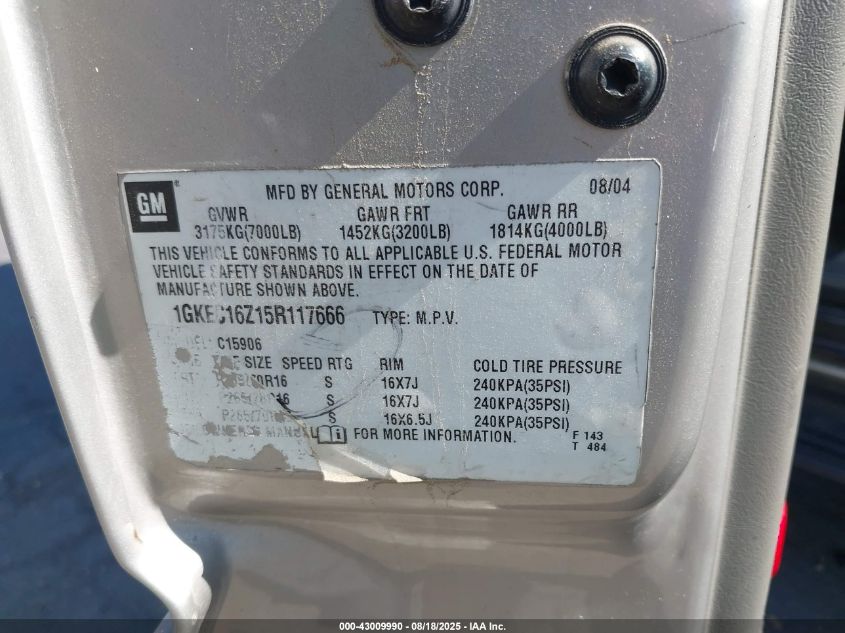 GM
MFD BY GENERAL MOTORS CORP. 08/04
GVWR GAWR FRT GAWR RR
3175KG(7000LB) 1452KG(3200LB) 1814KG(4000LB)
THIS VEHICLE CONFORMS TO ALL APPLICABLE U.S. FEDERAL MOTOR
VEHICLE SAFETY STANDARDS IN EFFECT ON THE DATE OF
MANUFACTURE SHOWN ABOVE.
1GKEC16Z15R117666 TYPE: M.P.V.
C15906
SIZE SPEED RTG RIM COLD TIRE PRESSURE
S 16X7J 240KPA(35PSI)
S 16X7J 240KPA(35PSI)
S 16X6.5J 240KPA(35PSI)
MANUAL FOR MORE INFORMATION.
F 143
T 484
000-43009990 - 08/18/2025 - IAA Inc.